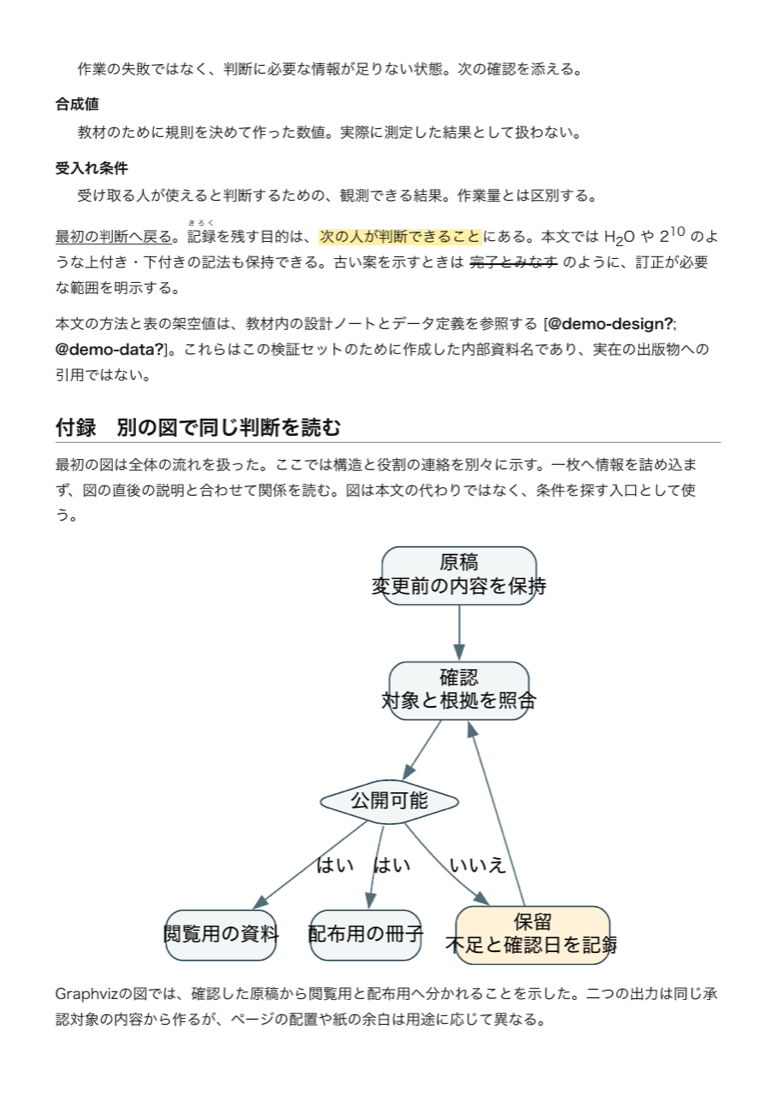 作業の失敗ではなく、判断に必要な情報が足りない状態。次の確認を添える。
合成値
教材のために規則を決めて作った数値。実際に測定した結果として扱わない。
受入れ条件
受け取る人が使えると判断するための、観測できる結果。作業量とは区別する。
きろく
最初の判断へ戻る。記録を残す目的は、次の人が判断できることにある。本文では H2O や 210 のよ
うな上付き・下付きの記法も保持できる。古い案を示すときは 完了とみなす のように、訂正が必要
な範囲を明示する。
本文の方法と表の架空値は、教材内の設計ノートとデータ定義を参照する [@demo-design?;
@demo-data?]。これらはこの検証セットのために作成した内部資料名であり、実在の出版物への
引用ではない。
付録　別の図で同じ判断を読む
最初の図は全体の流れを扱った。ここでは構造と役割の連絡を別々に示す。一枚へ情報を詰め込ま
ず、図の直後の説明と合わせて関係を読む。図は本文の代わりではなく、条件を探す入口として使
う。
原稿
変更前の内容を保持
確認
対象と根拠を照合
公開可能
はい はい いいえ
閲覧用の資料
配布用の冊子
保留
不足と確認日を記録
Graphvizの図では、確認した原稿から閲覧用と配布用へ分かれることを示した。二つの出力は同じ承
認対象の内容から作るが、ページの配置や紙の余白は用途に応じて異なる。